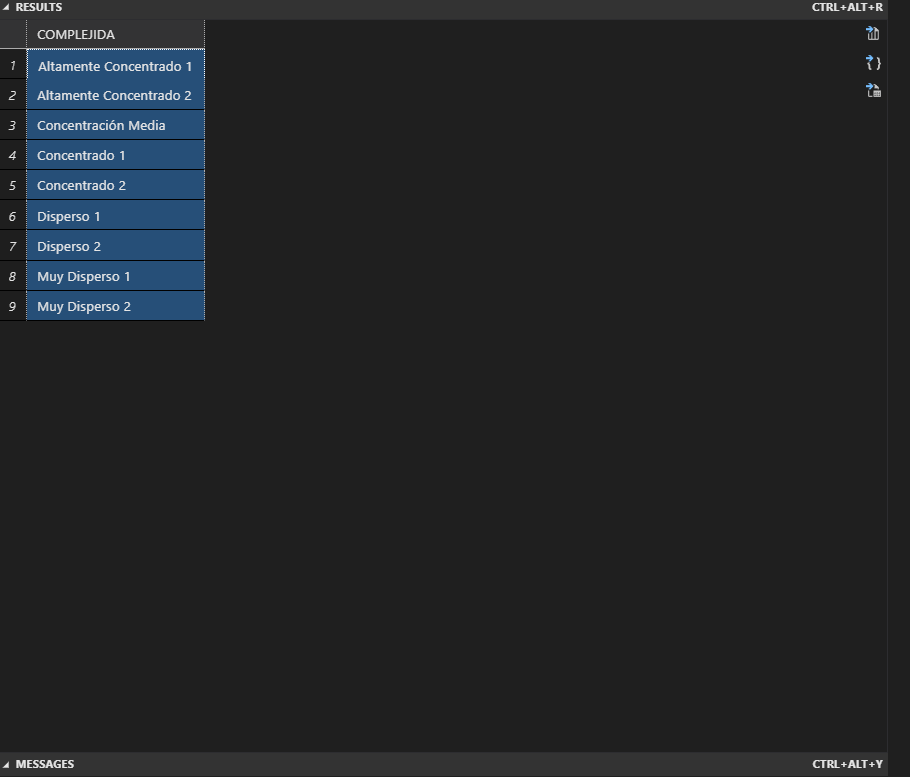 RESULTS CTRL+ALT+R
COMPLEJIDA
1 Altamente Concentrado 1
2 Altamente Concentrado 2
3 Concentración Media
4 Concentrado 1
5 Concentrado 2
6 Disperso 1
7 Disperso 2
8 Muy Disperso 1
9 Muy Disperso 2
MESSAGES CTRL+ALT+Y